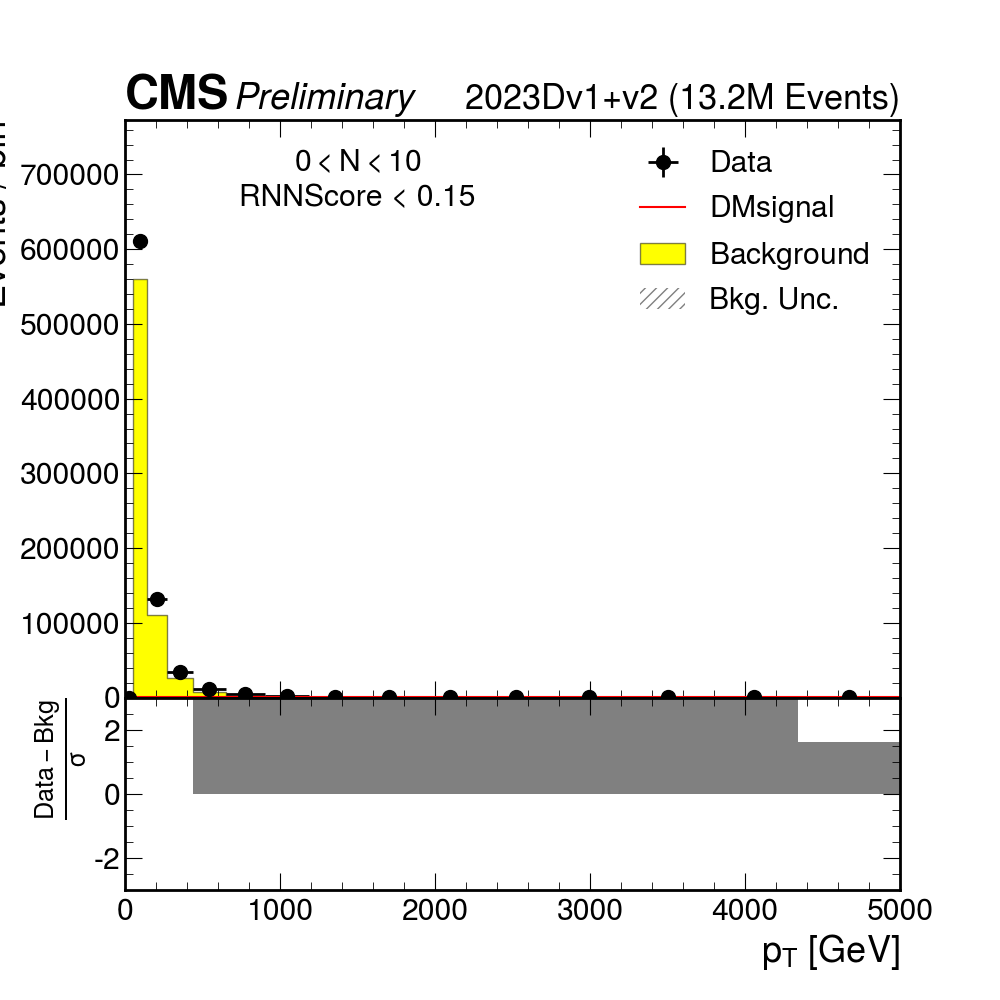 CMS Preliminary 2023Dv1+v2 (13.2M Events)
0 < N < 10
RNNScore < 0.15
Data
DMsignal
Background
Bkg. Unc.
700000
600000
500000
400000
300000
200000
100000
0
Data – Bkg
σ
2
0
-2
0 1000 2000 3000 4000 5000
pT [GeV]